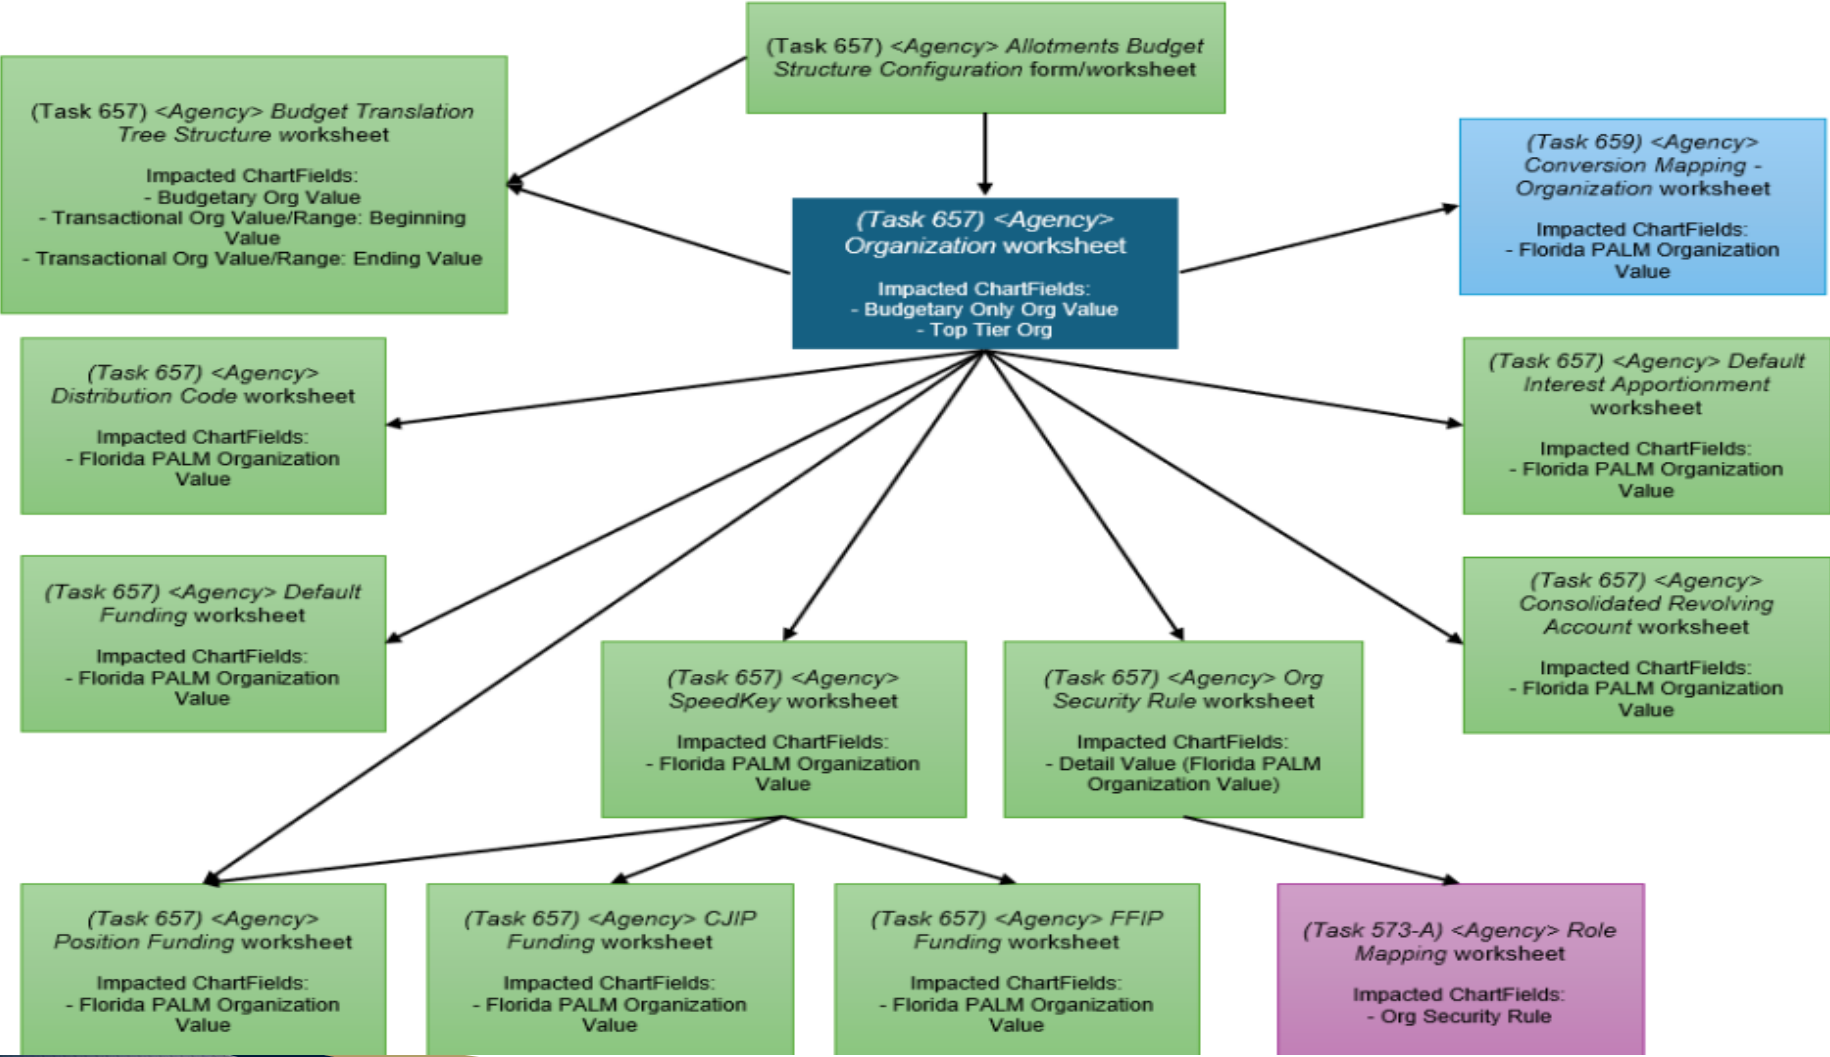 (Task 657) <Agency> Allotments Budget
Structure Configuration form/worksheet
(Task 657) <Agency> Budget Translation
Tree Structure worksheet
Impacted ChartFields:
- Budgetary Org Value
- Transactional Org Value/Range: Beginning
Value
- Transactional Org Value/Range: Ending Value
(Task 657) <Agency>
Organization worksheet
Impacted ChartFields:
- Budgetary Only Org Value
- Top Tier Org
(Task 659) <Agency>
Conversion Mapping -
Organization worksheet
Impacted ChartFields:
- Florida PALM Organization
Value
(Task 657) <Agency>
Distribution Code worksheet
Impacted ChartFields:
- Florida PALM Organization
Value
(Task 657) <Agency> Default
Interest Apportionment
worksheet
Impacted ChartFields:
- Florida PALM Organization
Value
(Task 657) <Agency> Default
Funding worksheet
Impacted ChartFields:
- Florida PALM Organization
Value
(Task 657) <Agency>
SpeedKey worksheet
Impacted ChartFields:
- Florida PALM Organization
Value
(Task 657) <Agency> Org
Security Rule worksheet
Impacted ChartFields:
- Detail Value (Florida PALM
Organization Value)
(Task 657) <Agency>
Consolidated Revolving
Account worksheet
Impacted ChartFields:
- Florida PALM Organization
Value
(Task 657) <Agency>
Position Funding worksheet
Impacted ChartFields:
- Florida PALM Organization
Value
(Task 657) <Agency> CJIP
Funding worksheet
Impacted ChartFields:
- Florida PALM Organization
Value
(Task 657) <Agency> FFIP
Funding worksheet
Impacted ChartFields:
- Florida PALM Organization
Value
(Task 573-A) <Agency> Role
Mapping worksheet
Impacted ChartFields:
- Org Security Rule